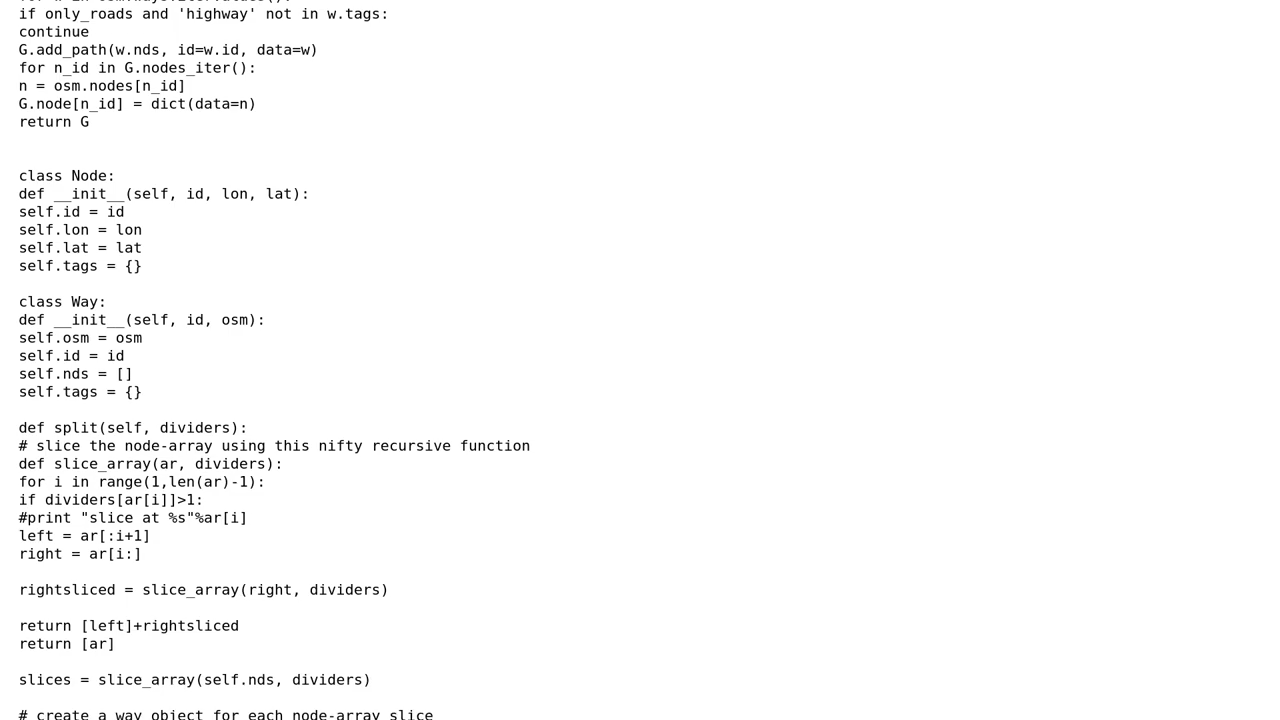 if only_roads and 'highway' not in w.tags:
continue
G.add_path(w.nds, id=w.id, data=w)
for n_id in G.nodes_iter():
n = osm.nodes[n_id]
G.node[n_id] = dict(data=n)
return G
class Node:
def __init__(self, id, lon, lat):
self.id = id
self.lon = lon
self.lat = lat
self.tags = {}
class Way:
def __init__(self, id, osm):
self.osm = osm
self.id = id
self.nds = []
self.tags = {}
def split(self, dividers):
# slice the node-array using this nifty recursive function
def slice_array(ar, dividers):
for i in range(1,len(ar)-1):
if dividers[ar[i]]>1:
#print "slice at %s"%ar[i]
left = ar[:i+1]
right = ar[i:]
rightsliced = slice_array(right, dividers)
return [left]+rightsliced
return [ar]
slices = slice_array(self.nds, dividers)
# create a way object for each node-array slice